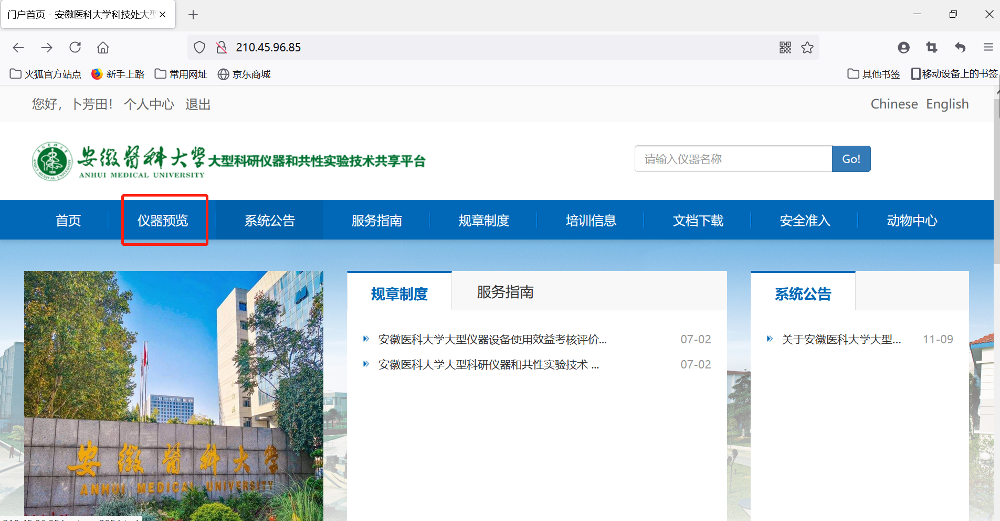 门户首页 - 安徽医科大学科技处大型
210.45.96.85
火狐官方站点 新手上路 常用网址 京东商城 其他书签 移动设备上的书签
您好，卜芳田！ 个人中心 退出 Chinese English
安徽醫科大學 大型科研仪器和共性实验技术共享平台
ANHUI MEDICAL UNIVERSITY
请输入仪器名称 Go!
首页 仪器预览 系统公告 服务指南 规章制度 培训信息 文档下载 安全准入 动物中心
规章制度 服务指南 系统公告
安徽医科大学大型仪器设备使用效益考核评价... 07-02 关于安徽医科大学大型... 11-09
安徽医科大学大型科研仪器和共性实验技术 ... 07-02
安徽醫科大學
ANHUI MEDICAL UNIVERSITY